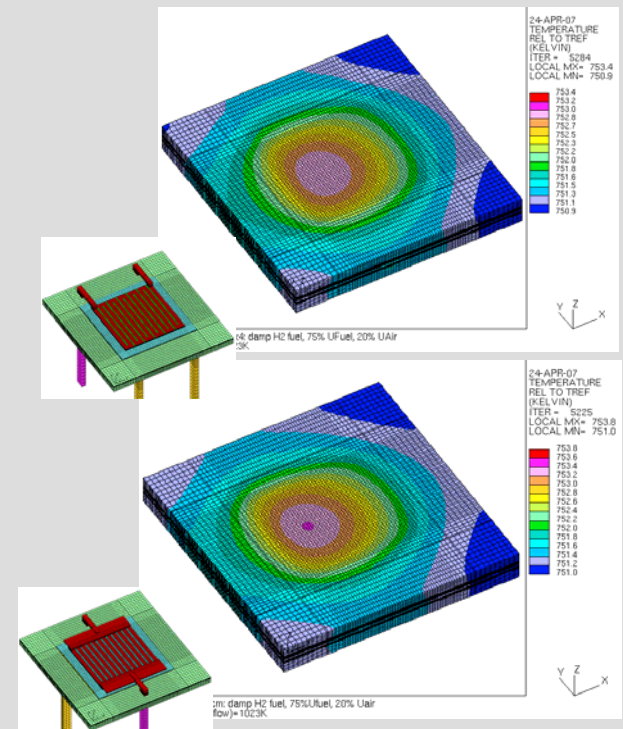 24-APR-07
TEMPERATURE
REL TO TREF
(KELVIN)
ITER = 5284
LOCAL MX= 753.4
LOCAL MN= 750.9
753.4
753.2
753.0
752.8
752.7
752.5
752.3
752.2
752.0
751.8
751.6
751.5
751.3
751.1
750.9
Y Z X
z4: damp H2 fuel, 75% UFuel, 20% UAir
3K
24-APR-07
TEMPERATURE
REL TO TREF
(KELVIN)
ITER = 5225
LOCAL MX= 753.8
LOCAL MN= 751.0
753.8
753.6
753.4
753.2
753.0
752.8
752.6
752.4
752.2
752.0
751.8
751.6
751.4
751.2
751.0
Y Z X
cm: damp H2 fuel, 75%Ufuel, 20% Uair
flow)=1023K